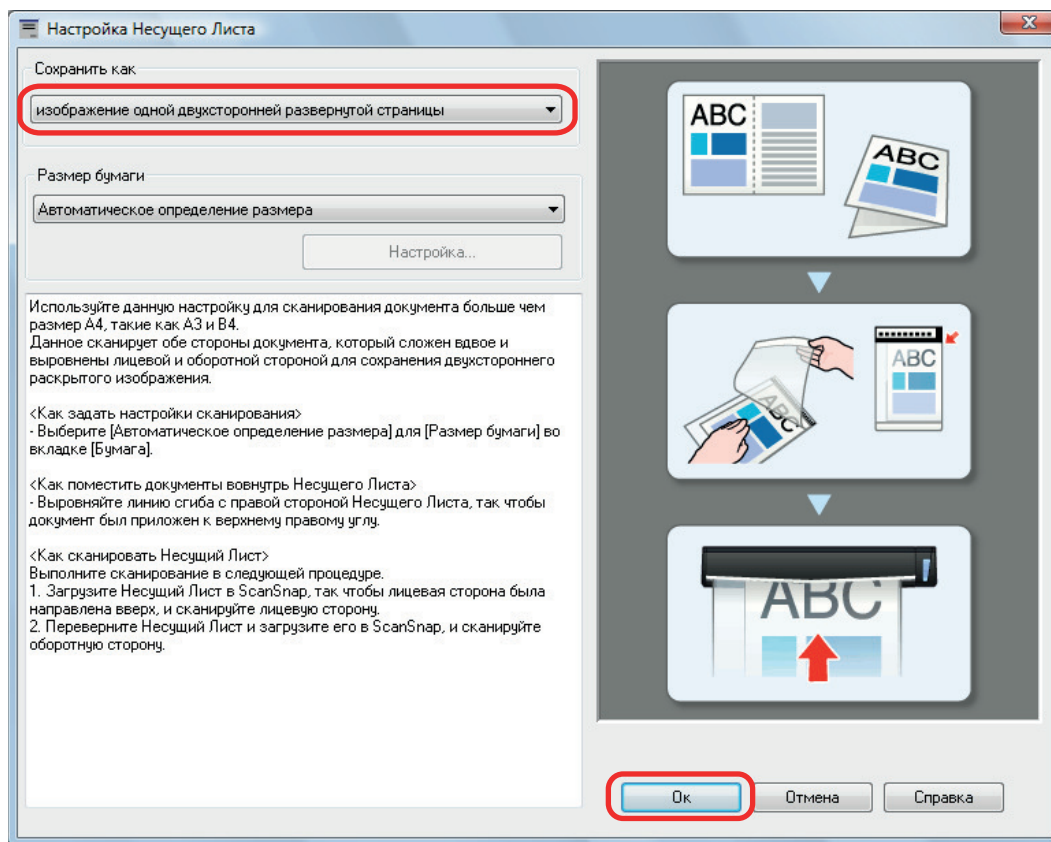 Настройка Несущего Листа
Сохранить как
изображение одной двухсторонней развернутой страницы
Размер бумаги
Автоматическое определение размера
Настройка...
Используйте данную настройку для сканирования документа больше чем
размер А4, такие как А3 и В4.
Данное сканирует обе стороны документа, который сложен вдвое и
выровнены лицевой и оборотной стороной для сохранения двухстороннего
раскрытого изображения.
<Как задать настройки сканирования>
- Выберите [Автоматическое определение размера] для [Размер бумаги] во
вкладке [Бумага].
<Как поместить документы вовнутрь Несущего Листа>
- Выровняйте линию сгиба с правой стороной Несущего Листа, так чтобы
документ был приложен к верхнему правому углу.
<Как сканировать Несущий Лист>
Выполните сканирование в следующей процедуре.
1. Загрузите Несущий Лист в ScanSnap, так чтобы лицевая сторона была
направлена вверх, и сканируйте лицевую сторону.
2. Переверните Несущий Лист и загрузите его в ScanSnap, и сканируйте
оборотную сторону.
ABC
ABC
ABC
ABC
ABC
Ок
Отмена
Справка